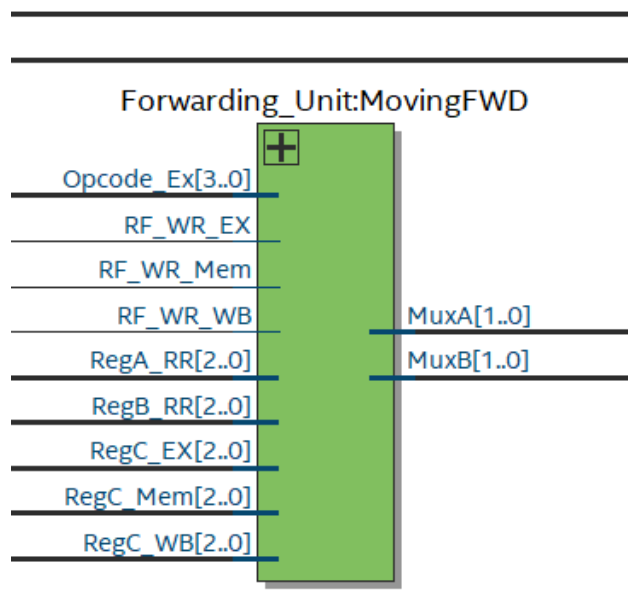 Forwarding_Unit:MovingFWD
Opcode_Ex[3..0]
RF_WR_EX
RF_WR_Mem
RF_WR_WB
MuxA[1..0]
RegA_RR[2..0]
MuxB[1..0]
RegB_RR[2..0]
RegC_EX[2..0]
RegC_Mem[2..0]
RegC_WB[2..0]